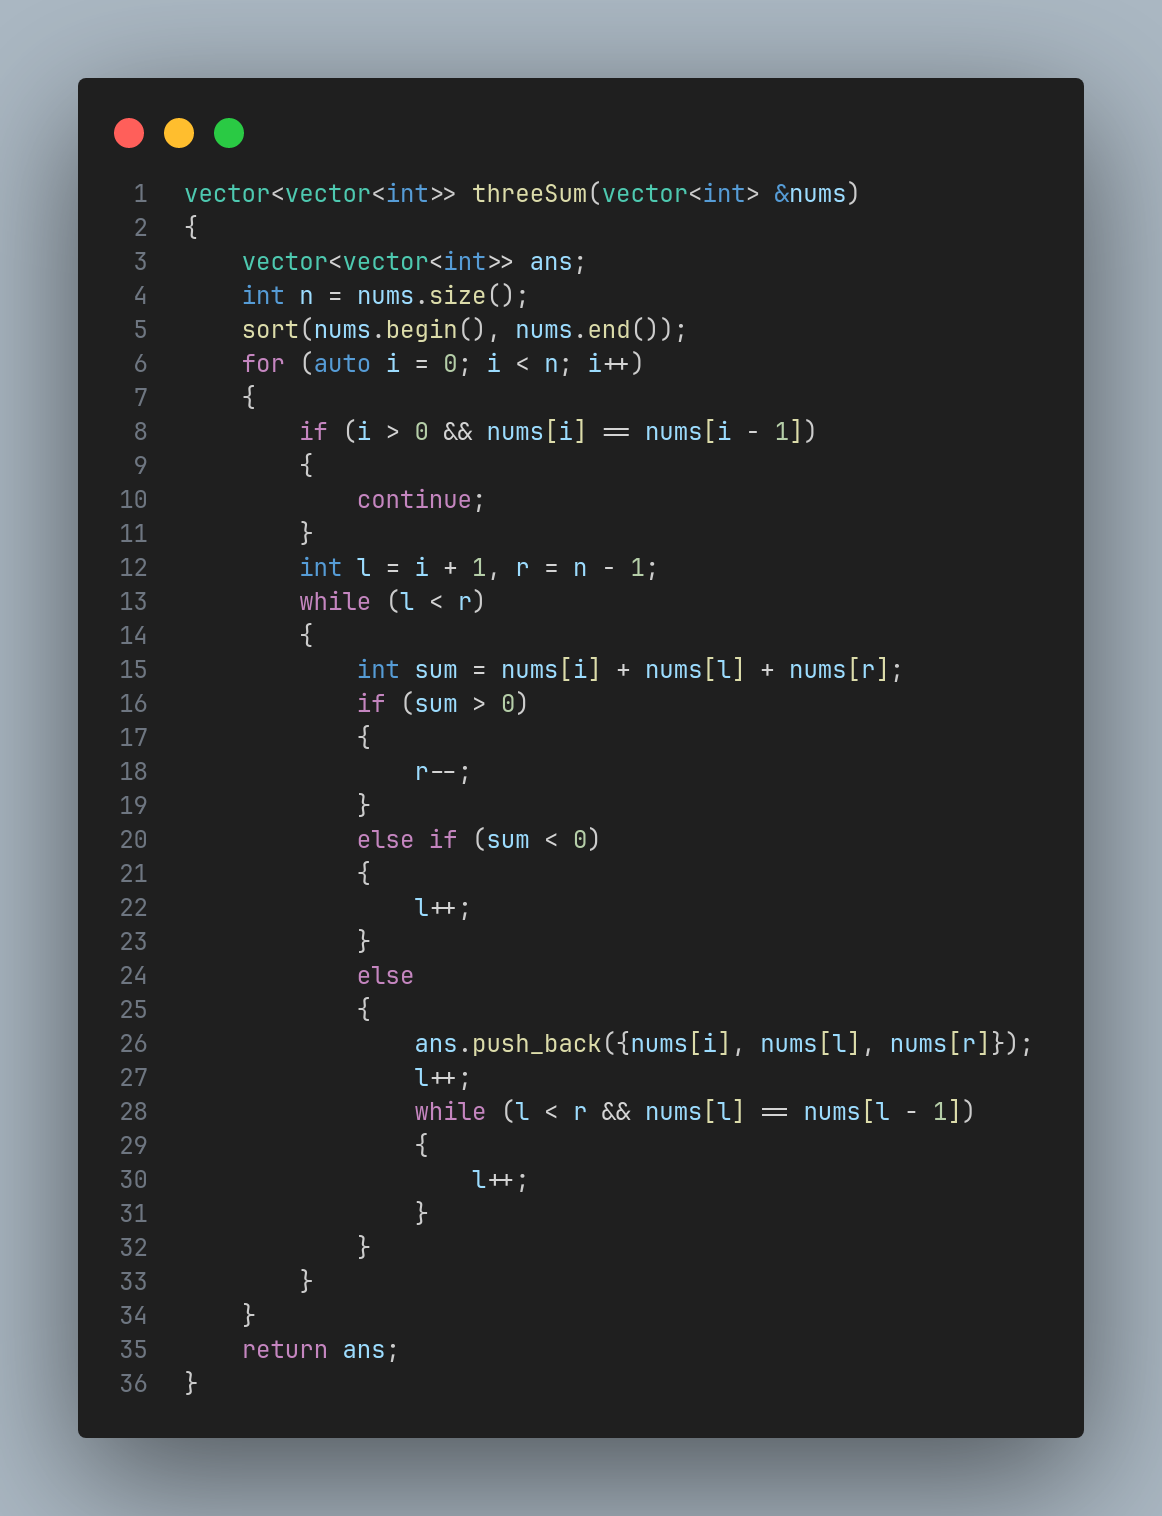 1 vector<vector<int>> threeSum(vector<int> &nums)
2 {
3     vector<vector<int>> ans;
4     int n = nums.size();
5     sort(nums.begin(), nums.end());
6     for (auto i = 0; i < n; i++)
7     {
8         if (i > 0 && nums[i] == nums[i - 1])
9         {
10             continue;
11         }
12         int l = i + 1, r = n - 1;
13         while (l < r)
14         {
15             int sum = nums[i] + nums[l] + nums[r];
16             if (sum > 0)
17             {
18                 r--;
19             }
20             else if (sum < 0)
21             {
22                 l++;
23             }
24             else
25             {
26                 ans.push_back({nums[i], nums[l], nums[r]});
27                 l++;
28                 while (l < r && nums[l] == nums[l - 1])
29                 {
30                     l++;
31                 }
32             }
33         }
34     }
35     return ans;
36 }